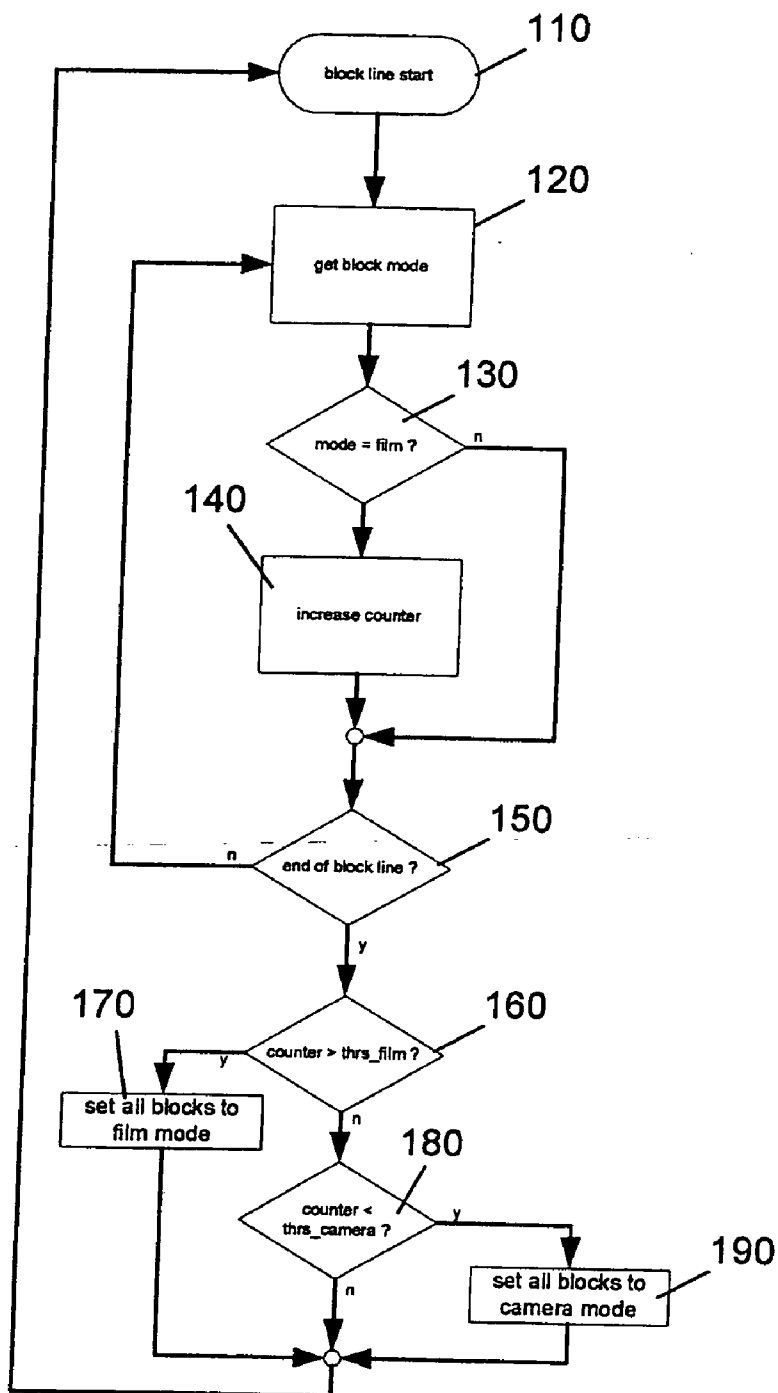 110
block line start
120
get block mode
130
mode = film ?
n
140
increase counter
150
n
end of block line ?
y
170
160
y
counter > thrs_film ?
set all blocks to
film mode
n
180
counter <
thrs_camera ?
y
190
set all blocks to
camera mode
n